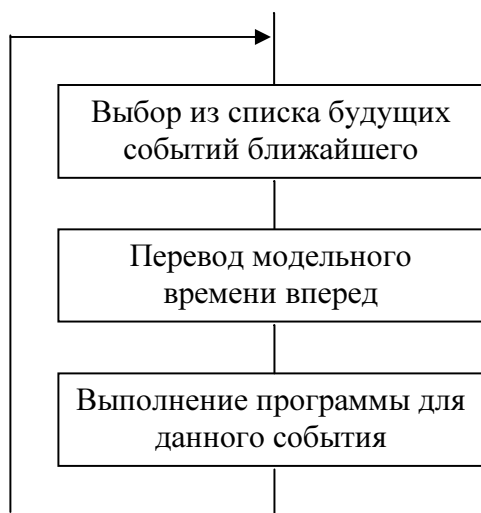 Выбор из списка будущих
событий ближайшего
Перевод модельного
времени вперед
Выполнение программы для
данного события